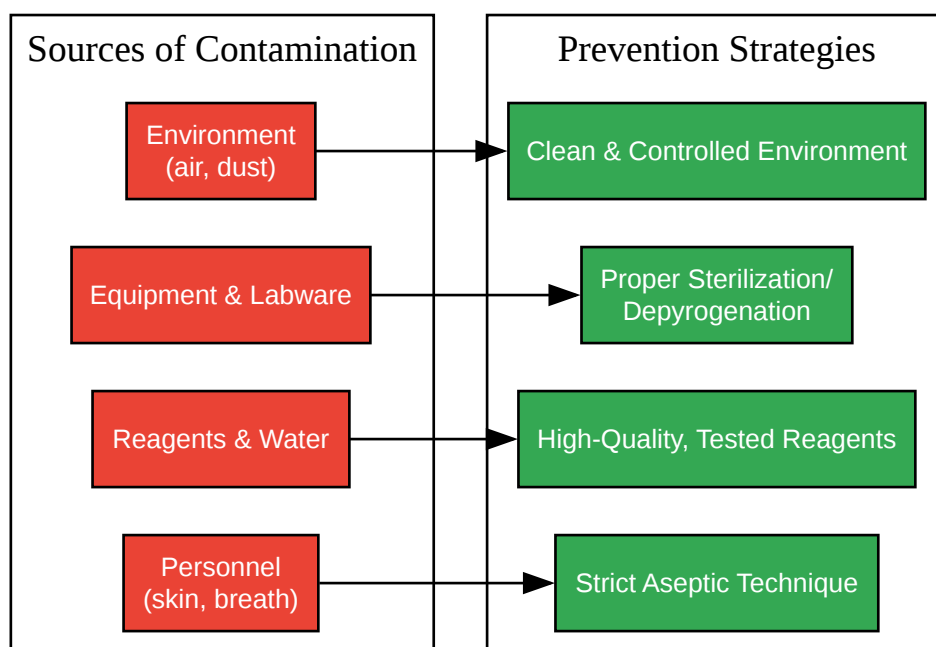 Sources of Contamination
Prevention Strategies
Environment
(air, dust)
Clean & Controlled Environment
Equipment & Labware
Proper Sterilization/
Depyrogenation
Reagents & Water
High-Quality, Tested Reagents
Personnel
(skin, breath)
Strict Aseptic Technique